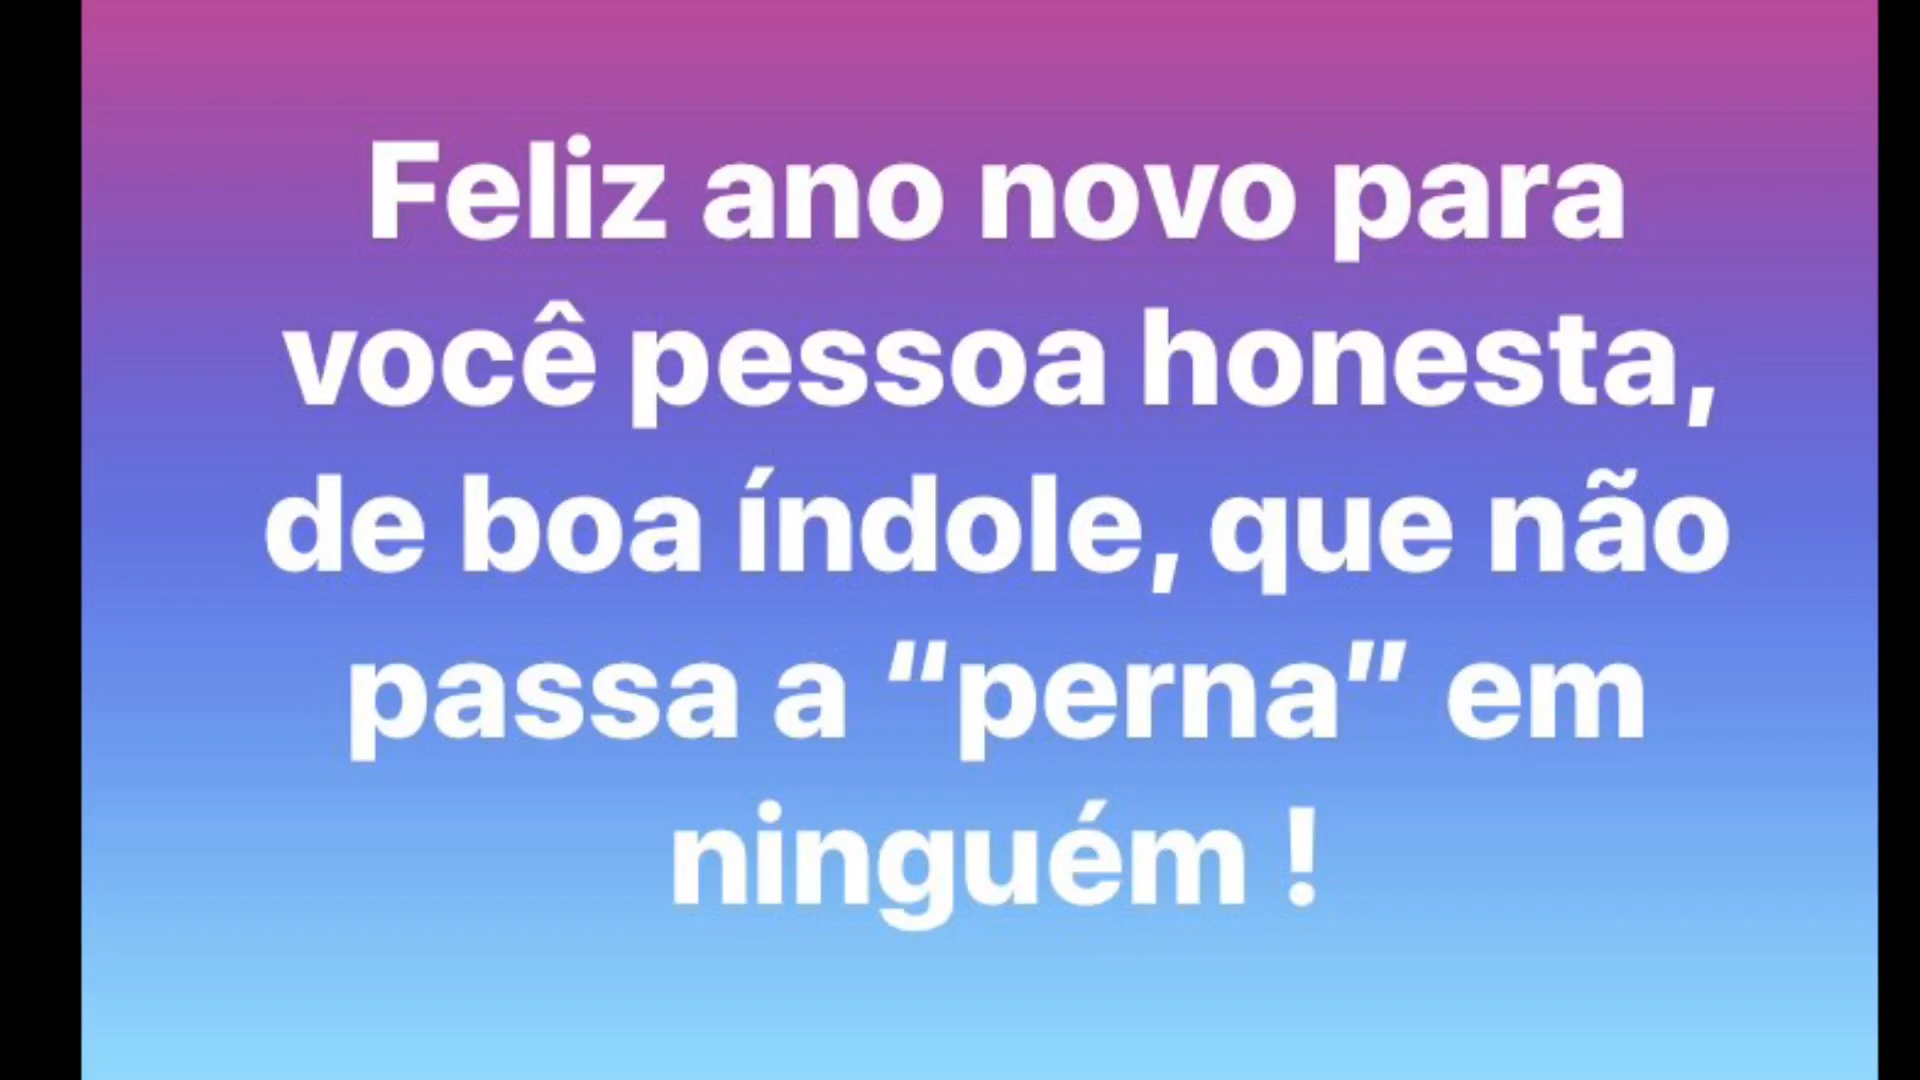 Feliz ano novo para
você pessoa honesta,
de boa índole, que não
passa a “perna” em
ninguém !